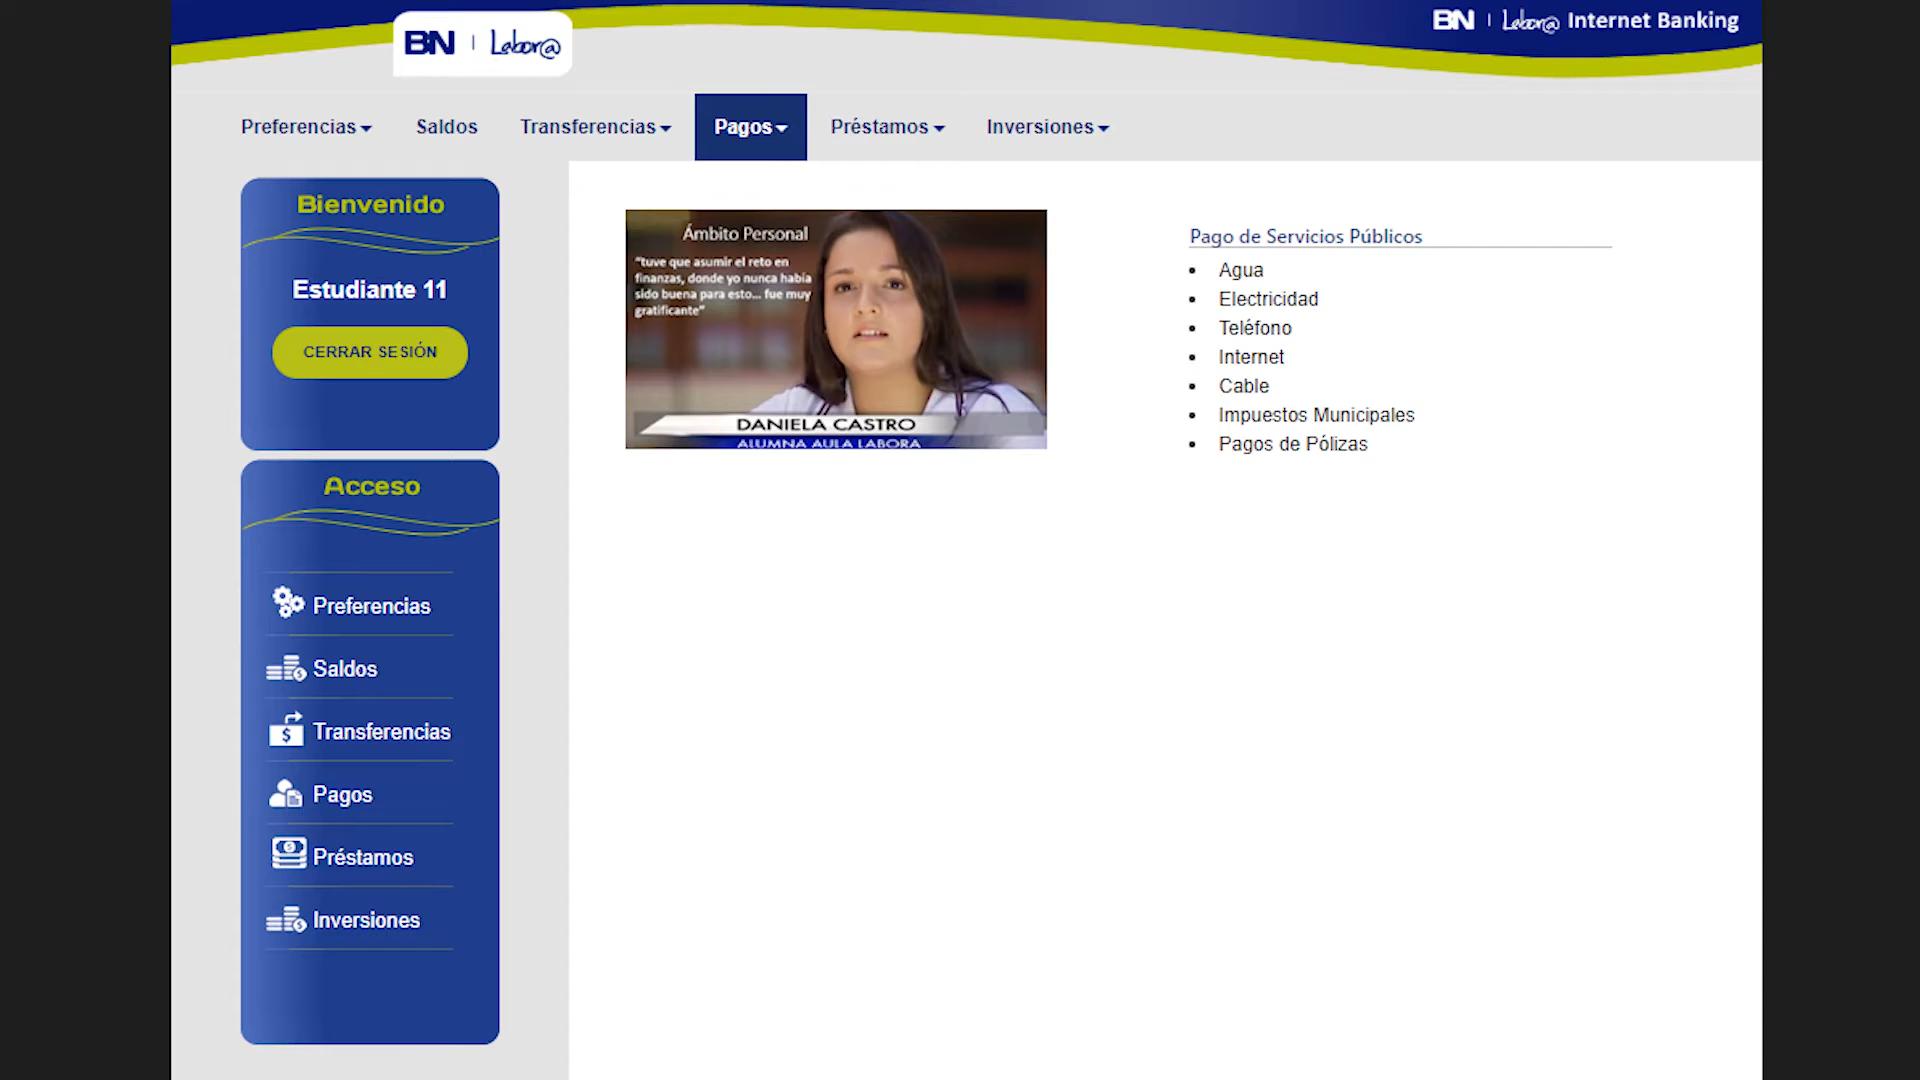 BN | Labor@
BN | Labor@ Internet Banking
Preferencias
Saldos
Transferencias
Pagos
Préstamos
Inversiones
Bienvenido
Estudiante 11
CERRAR SESIÓN
Acceso
Preferencias
Saldos
Transferencias
Pagos
Préstamos
Inversiones
Ámbito Personal
“tuve que asumir el reto en
finanzas, donde yo nunca había
sido buena para esto... fue muy
gratificante”
DANIELA CASTRO
ALUMNA AULA LABORA
Pago de Servicios Públicos
Agua
Electricidad
Teléfono
Internet
Cable
Impuestos Municipales
Pagos de Pólizas